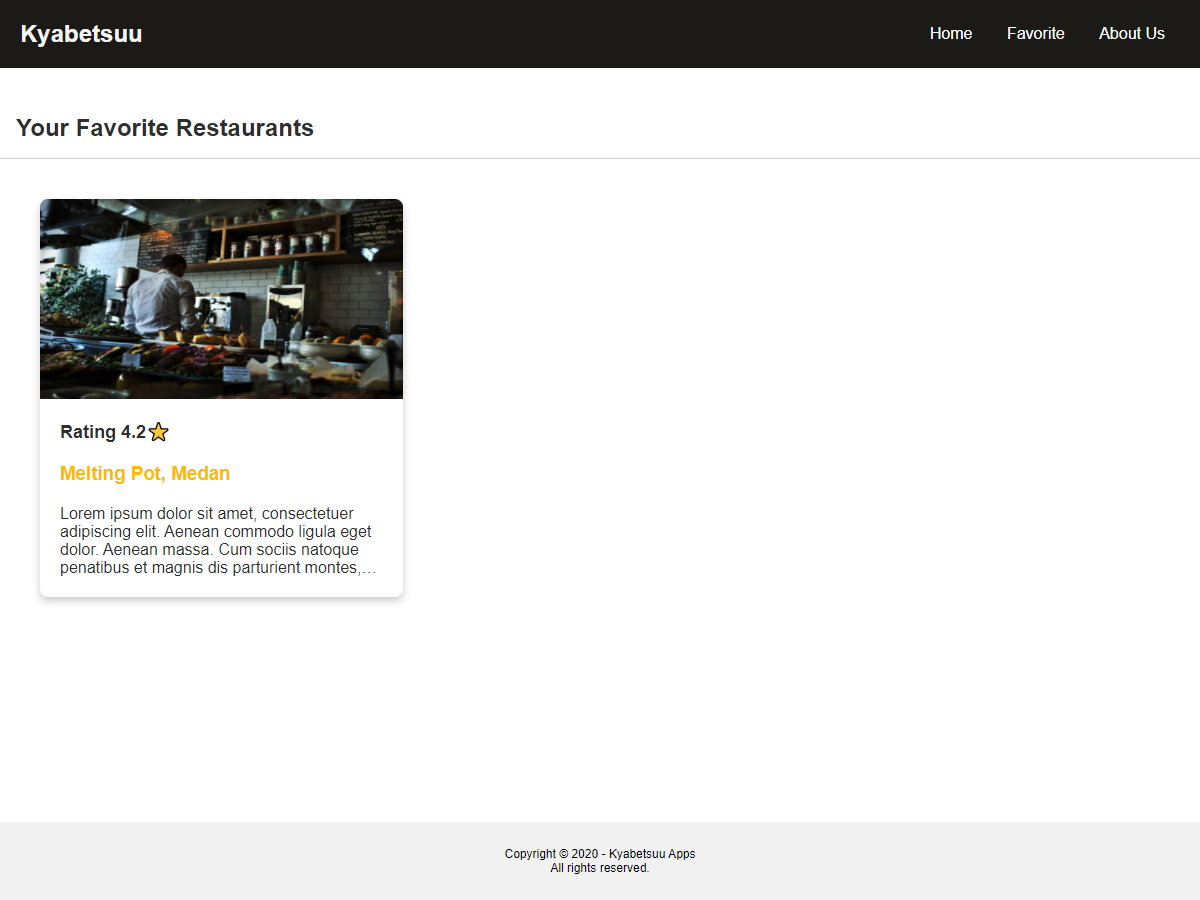 Kyabetsuu
Home
Favorite
About Us
Your Favorite Restaurants
Rating 4.2
Melting Pot, Medan
Lorem ipsum dolor sit amet, consectetuer
adipiscing elit. Aenean commodo ligula eget
dolor. Aenean massa. Cum sociis natoque
penatibus et magnis dis parturient montes,…
Copyright © 2020 - Kyabetsuu Apps
All rights reserved.